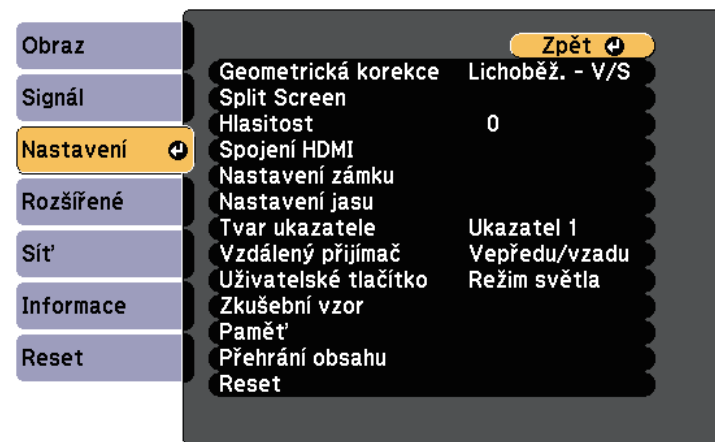 Obraz
Signál
Nastavení
Rozšířené
Síť
Informace
Reset
Zpět
Geometrická korekce Lichoběž. - V/S
Split Screen
Hlasitost 0
Spojení HDMI
Nastavení zámku
Nastavení jasu
Tvar ukazatele Ukazatel 1
Vzdálený přijímač Vepředu/vzadu
Uživatelské tlačítko Režim světla
Zkušební vzor
Paměť
Přehrání obsahu
Reset